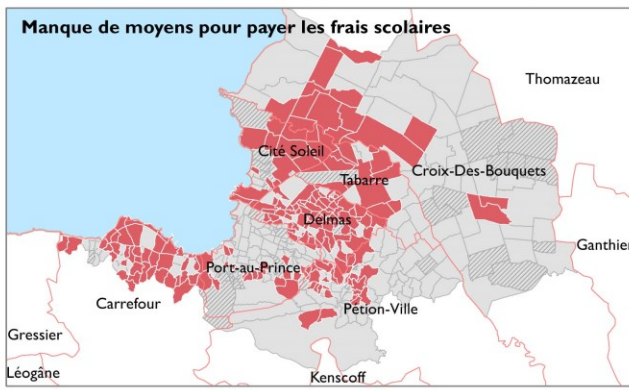 Manque de moyens pour payer les frais scolaires
Thomazeau
Cité Soleil
Tabarre
Croix-Des-Bouquets
Delmas
Ganthier
Port-au-Prince
Carrefour
Pétion-Ville
Gressier
Léogâne
Kenscoff